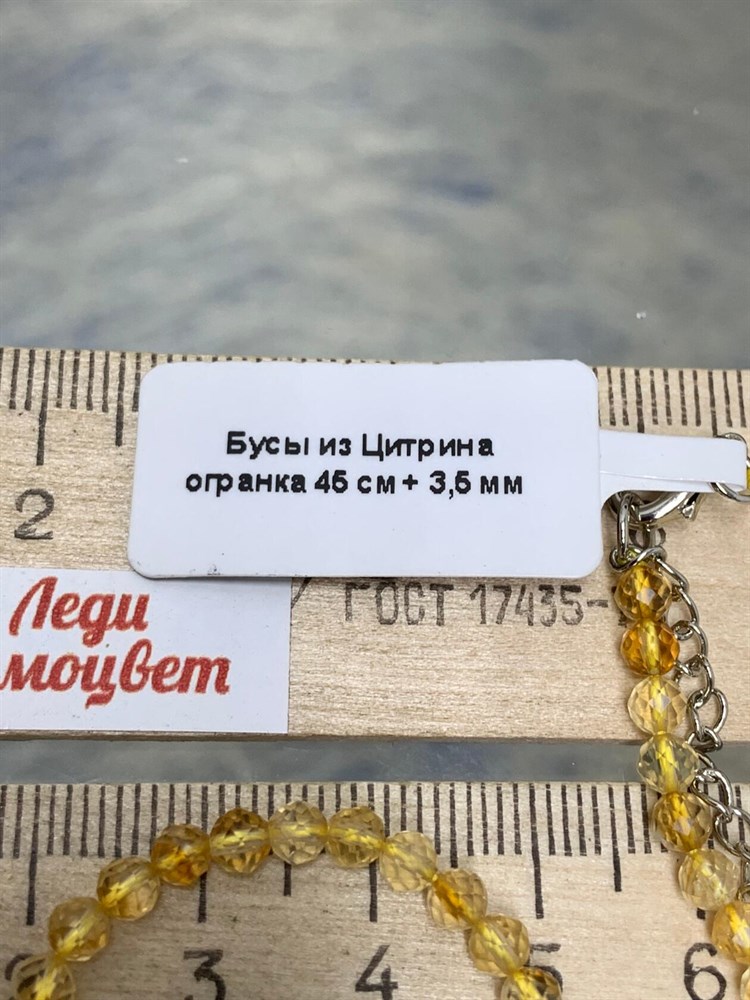 Бусы из Цитрина
огранка 45 см + 3,5 мм
2
ГОСТ 17435-
Леди
моцвет
3 4 5 6